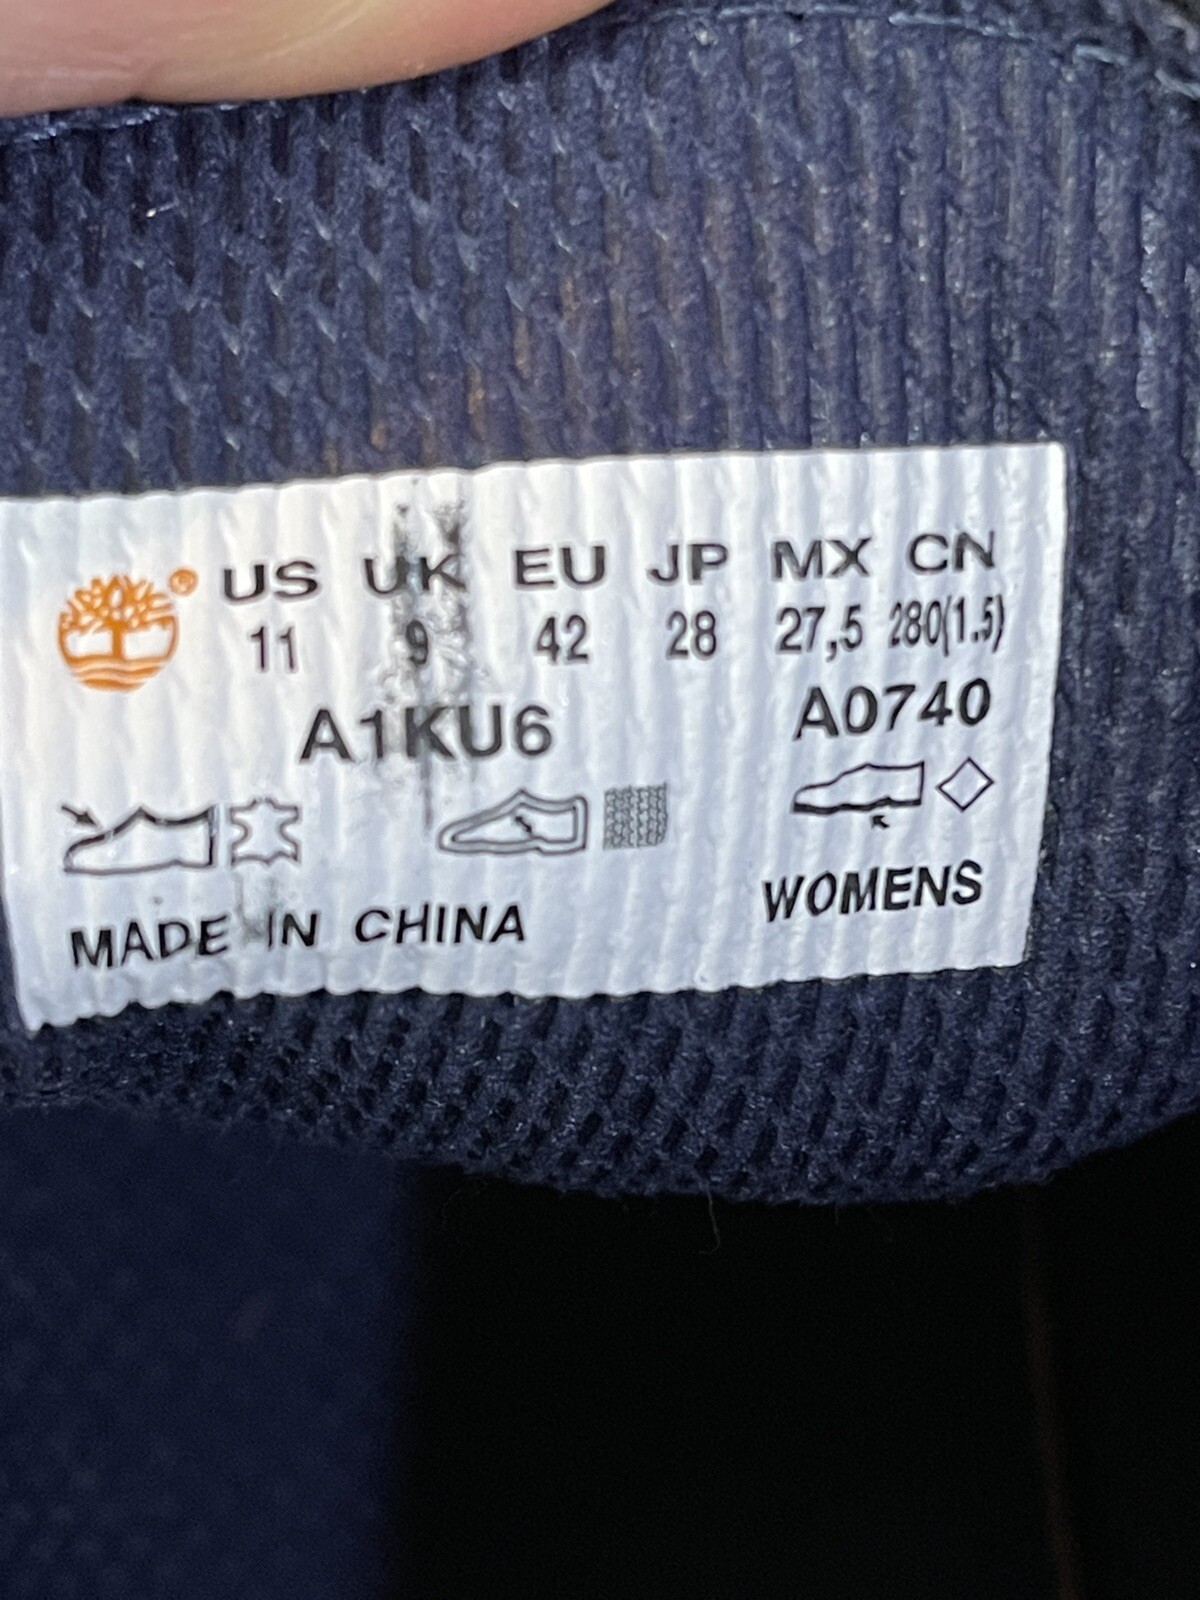 ® US UK EU JP MX CN
11 9 42 28 27,5 280(1.5)
A1KU6 A0740
MADE IN CHINA WOMENS